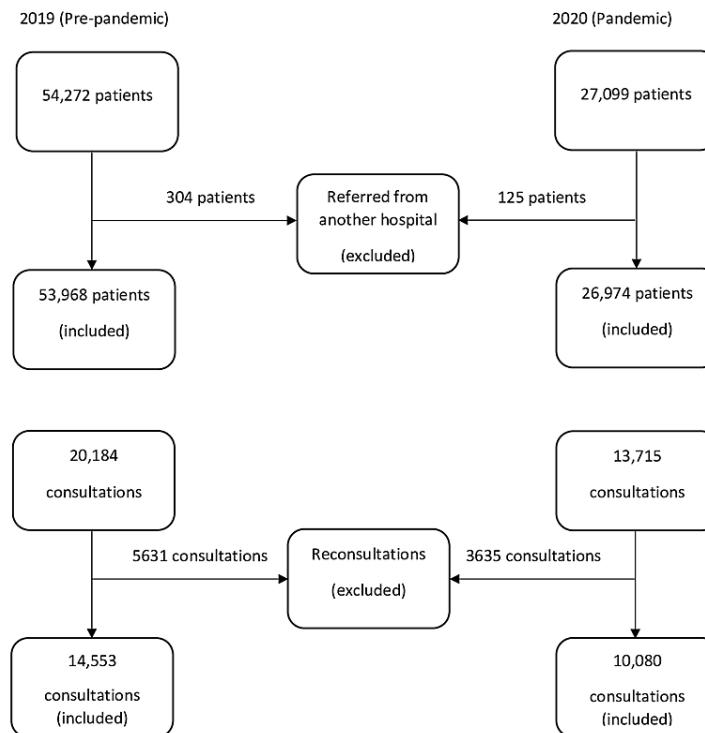 2019 (Pre-pandemic)
2020 (Pandemic)
54,272 patients
27,099 patients
304 patients
Referred from
another hospital
(excluded)
125 patients
53,968 patients
(included)
26,974 patients
(included)
20,184
consultations
13,715
consultations
5631 consultations
Reconsultations
(excluded)
3635 consultations
14,553
consultations
(included)
10,080
consultations
(included)